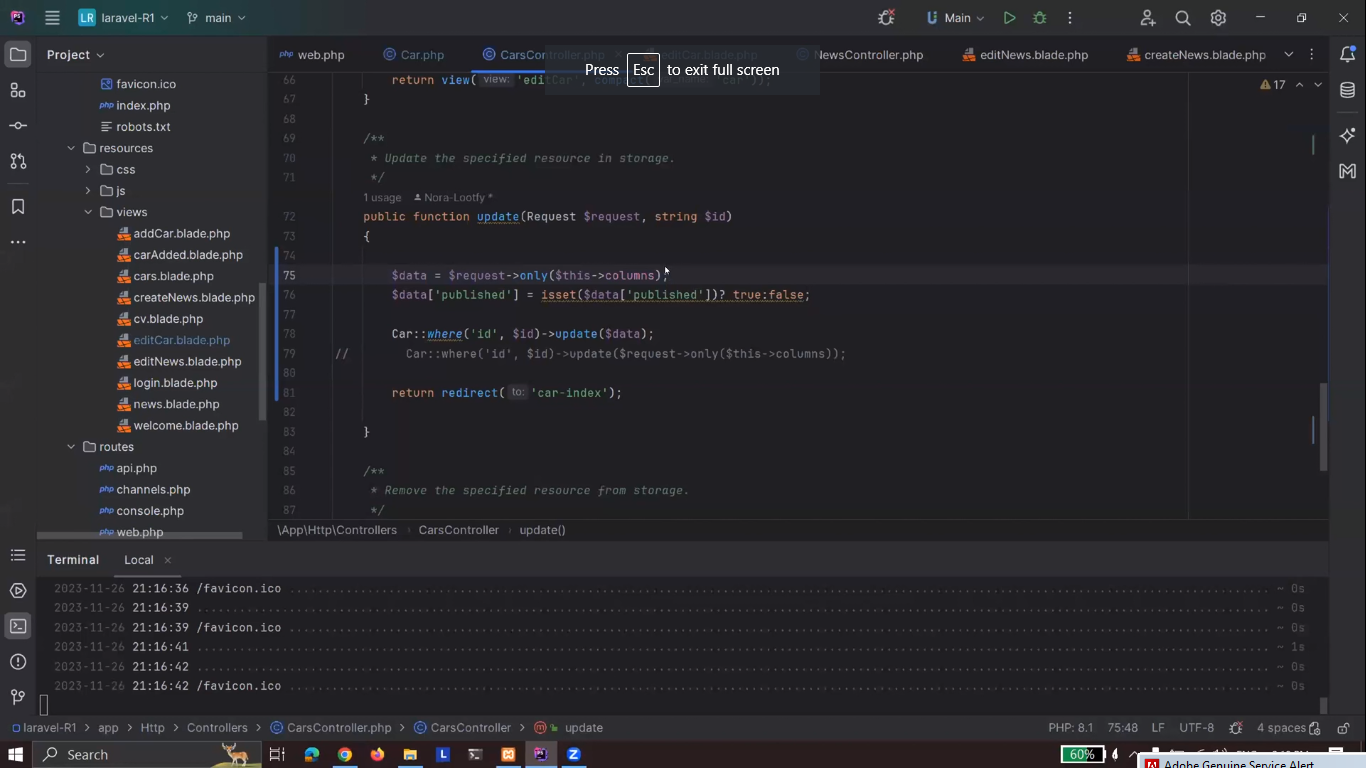 LR laravel-R1 main Main
Project
web.php Car.php CarsController.php editCar.blade.php NewsController.php editNews.blade.php createNews.blade.php
Press Esc to exit full screen
favicon.ico
index.php
robots.txt
resources
css
js
views
addCar.blade.php
carAdded.blade.php
cars.blade.php
createNews.blade.php
cv.blade.php
editCar.blade.php
editNews.blade.php
login.blade.php
news.blade.php
welcome.blade.php
routes
api.php
channels.php
console.php
web.php
17
66 return view( view: 'editCar', compact( 'car'));
67 }
68
69 /**
70 * Update the specified resource in storage.
71 */
1 usage Nora-Lootfy *
72 public function update(Request $request, string $id)
73 {
74
75 $data = $request->only($this->columns);
76 $data['published'] = isset($data['published'])? true:false;
77
78 Car::where('id', $id)->update($data);
79 // Car::where('id', $id)->update($request->only($this->columns));
80
81 return redirect( to: 'car-index');
82
83 }
84
85 /**
86 * Remove the specified resource from storage.
87 */
\App\Http\Controllers › CarsController › update()
Terminal Local ×
2023-11-26 21:16:36 /favicon.ico ~ 0s
2023-11-26 21:16:39 ~ 0s
2023-11-26 21:16:39 /favicon.ico ~ 0s
2023-11-26 21:16:41 ~ 1s
2023-11-26 21:16:42 ~ 0s
2023-11-26 21:16:42 /favicon.ico ~ 0s
laravel-R1 › app › Http › Controllers › CarsController.php › CarsController › update PHP: 8.1 75:48 LF UTF-8 4 spaces
Search 60%
Adobe Genuine Service Alert